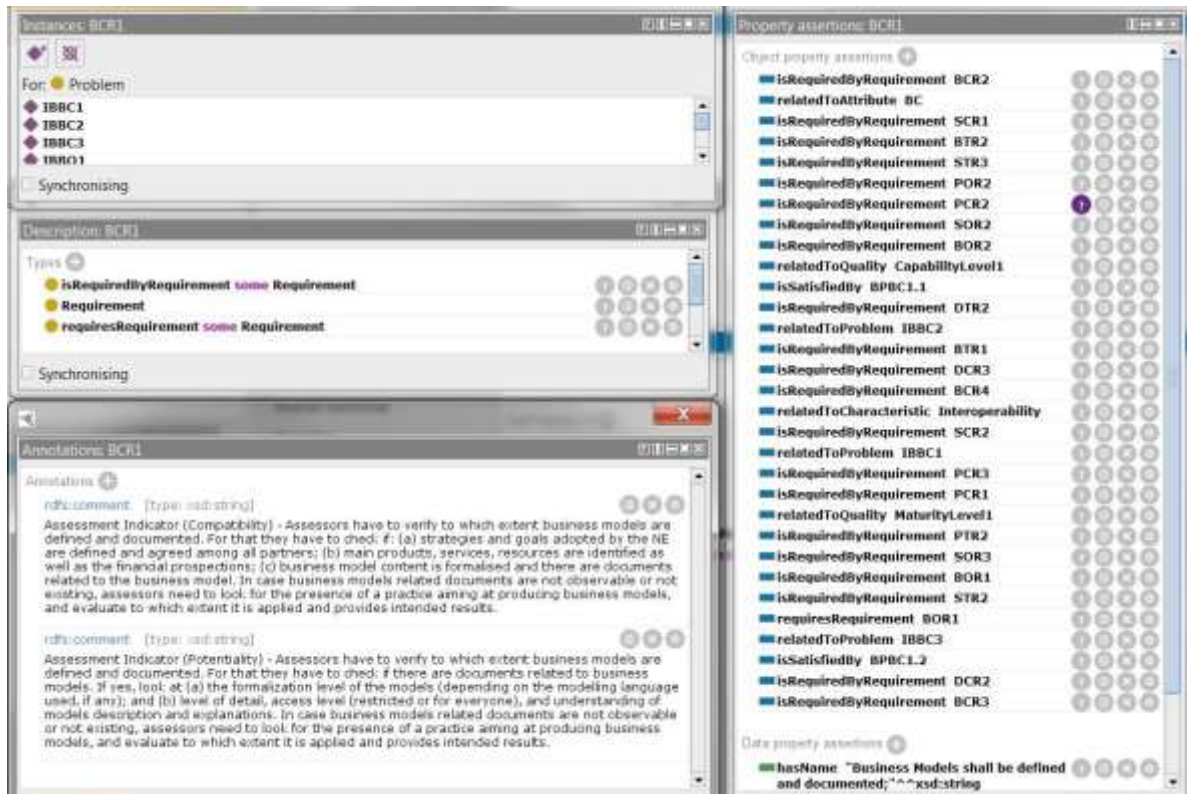 Instances: BCR1
For: Problem
IBBC1
IBBC2
IBBC3
IBBO1
Synchronising
Description: BCR1
Types
isRequiredByRequirement some Requirement
Requirement
requiresRequirement some Requirement
Synchronising
Annotations: BCR1
Annotations
rdfs:comment [type: xsd:string]
Assessment Indicator (Compatibility) - Assessors have to verify to which extent business models are
defined and documented. For that they have to check if: (a) strategies and goals adopted by the NE
are defined and agreed among all partners; (b) main products, services, resources are identified as
well as the financial prospections; (c) business model content is formalised and there are documents
related to the business model. In case business models related documents are not observable or not
existing, assessors need to look for the presence of a practice aiming at producing business models,
and evaluate to which extent it is applied and provides intended results.
rdfs:comment [type: xsd:string]
Assessment Indicator (Potentiality) - Assessors have to verify to which extent business models are
defined and documented. For that they have to check if there are documents related to business
models. If yes, look at (a) the formalization level of the models (depending on the modelling language
used, if any); and (b) level of detail, access level (restricted or for everyone), and understanding of
models description and explanations. In case business models related documents are not observable
or not existing, assessors need to look for the presence of a practice aiming at producing business
models, and evaluate to which extent it is applied and provides intended results.
Property assertions: BCR1
Object property assertions
isRequiredByRequirement BCR2
relatedToAttribute BC
isRequiredByRequirement SCR1
isRequiredByRequirement BTR2
isRequiredByRequirement STR3
isRequiredByRequirement POR2
isRequiredByRequirement PCR2
isRequiredByRequirement SOR2
isRequiredByRequirement BOR2
relatedToQuality CapabilityLevel1
isSatisfiedBy BPBC1.1
isRequiredByRequirement DTR2
relatedToProblem IBBC2
isRequiredByRequirement BTR1
isRequiredByRequirement DCR3
isRequiredByRequirement BCR4
relatedToCharacteristic Interoperability
isRequiredByRequirement SCR2
relatedToProblem IBBC1
isRequiredByRequirement PCR3
isRequiredByRequirement PCR1
relatedToQuality MaturityLevel1
isRequiredByRequirement PTR2
isRequiredByRequirement SOR3
isRequiredByRequirement BOR1
isRequiredByRequirement STR2
requiresRequirement BOR1
relatedToProblem IBBC3
isSatisfiedBy BPBC1.2
isRequiredByRequirement DCR2
isRequiredByRequirement BCR3
Data property assertions
hasName "Business Models shall be defined
and documented;"^^xsd:string